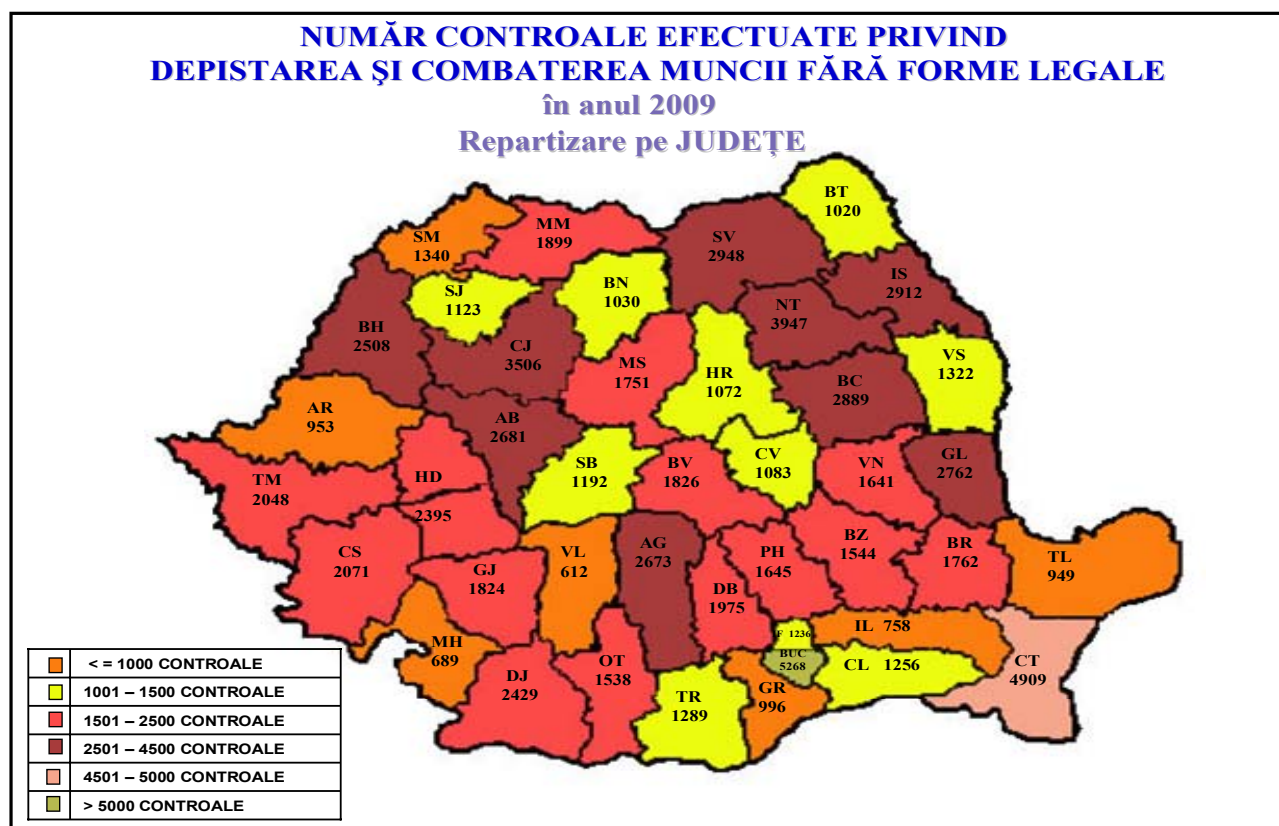 NUMĂR CONTROALE EFECTUATE PRIVIND
DEPISTAREA ŞI COMBATEREA MUNCII FĂRĂ FORME LEGALE
în anul 2009
Repartizare pe JUDEŢE
BT
1020
SM
1340
MM
1899
SV
2948
IS
2912
SJ
1123
BN
1030
NT
3947
BH
2508
CJ
3506
MS
1751
HR
1072
BC
2889
VS
1322
AR
953
AB
2681
SB
1192
BV
1826
CV
1083
VN
1641
GL
2762
TM
2048
HD
2395
CS
2071
GJ
1824
VL
612
AG
2673
DB
1975
PH
1645
BZ
1544
BR
1762
TL
949
MH
689
DJ
2429
OT
1538
TR
1289
GR
996
IF 1236
BUC
5268
IL 758
CL 1256
CT
4909
< = 1000 CONTROALE
1001 – 1500 CONTROALE
1501 – 2500 CONTROALE
2501 – 4500 CONTROALE
4501 – 5000 CONTROALE
> 5000 CONTROALE